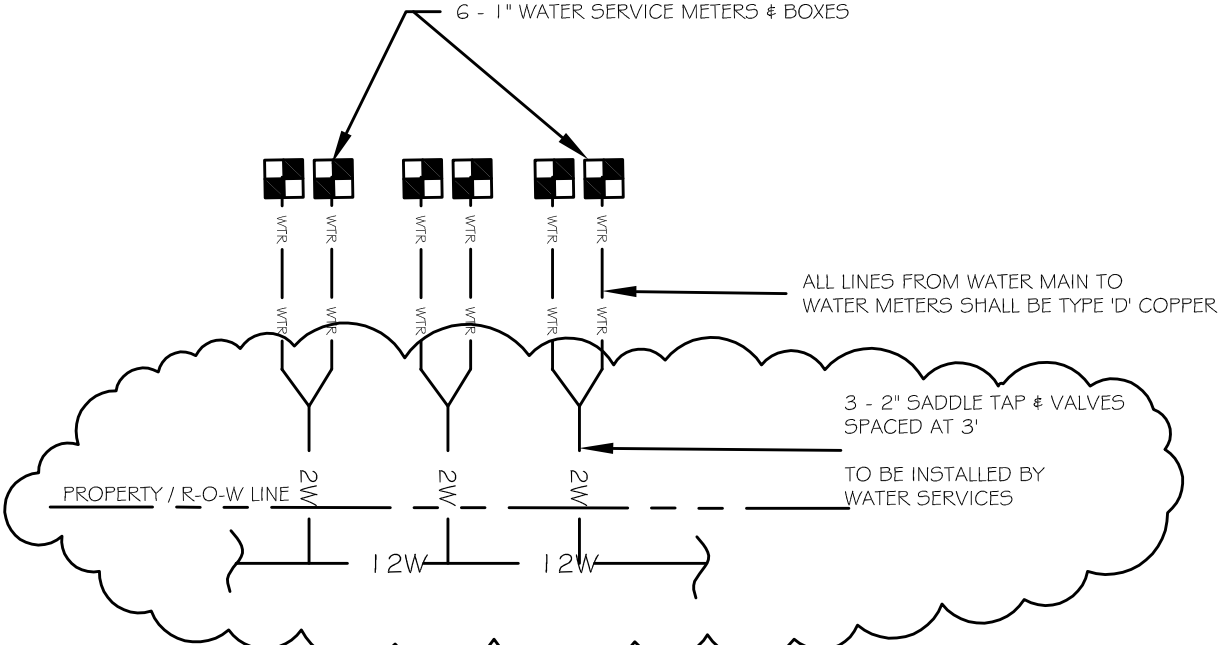 6 - 1" WATER SERVICE METERS & BOXES
WTR WTR WTR WTR WTR WTR
ALL LINES FROM WATER MAIN TO
WATER METERS SHALL BE TYPE 'D' COPPER
WTR WTR WTR WTR WTR WTR
3 - 2" SADDLE TAP & VALVES
SPACED AT 3'
TO BE INSTALLED BY
WATER SERVICES
2W 2W 2W
PROPERTY / R-O-W LINE
12W 12W